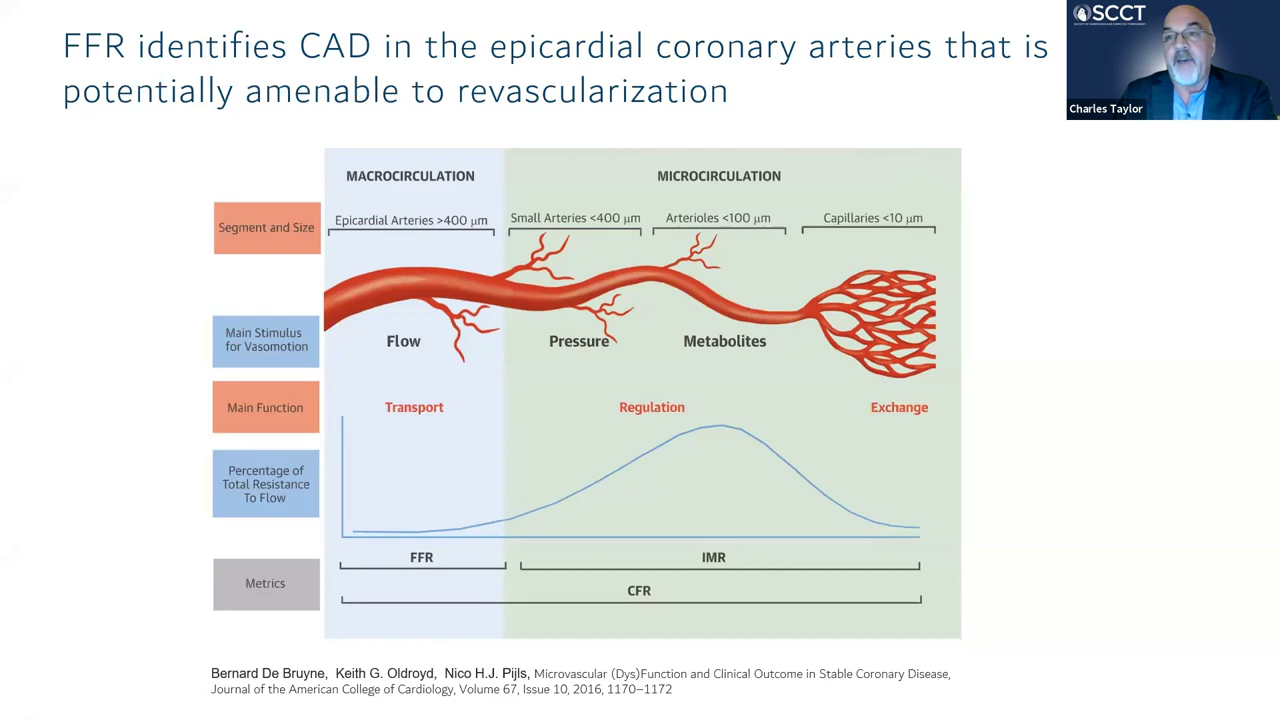 FFR identifies CAD in the epicardial coronary arteries that is
potentially amenable to revascularization
SCCT
Charles Taylor
MACROCIRCULATION
MICROCIRCULATION
Segment and Size
Epicardial Arteries >400 μm
Small Arteries <400 μm
Arterioles <100 μm
Capillaries <10 μm
Main Stimulus
for Vasomotion
Flow
Pressure
Metabolites
Main Function
Transport
Regulation
Exchange
Percentage of
Total Resistance
To Flow
Metrics
FFR
IMR
CFR
Bernard De Bruyne, Keith G. Oldroyd, Nico H.J. Pijls, Microvascular (Dys)Function and Clinical Outcome in Stable Coronary Disease,
Journal of the American College of Cardiology, Volume 67, Issue 10, 2016, 1170–1172